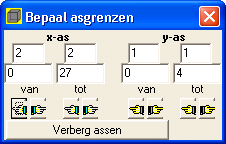 Bepaal asgrenzen
x-as y-as
2 2 1 1
0 27 0 4
van tot van tot
Verberg assen